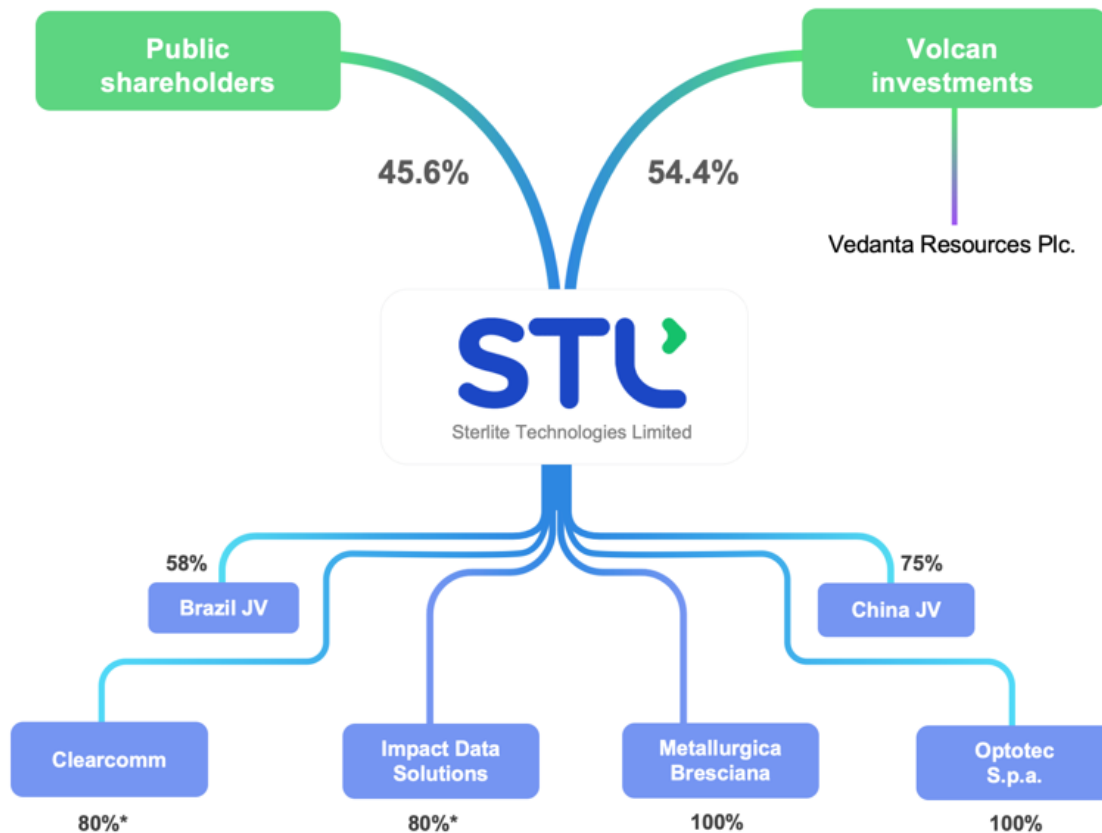 Public
shareholders
Volcan
investments
45.6%
54.4%
Vedanta Resources Plc.
STL
Sterlite Technologies Limited
58%
75%
Brazil JV
China JV
Clearcomm
Impact Data
Solutions
Metallurgica
Bresciana
Optotec
S.p.a.
80%*
80%*
100%
100%